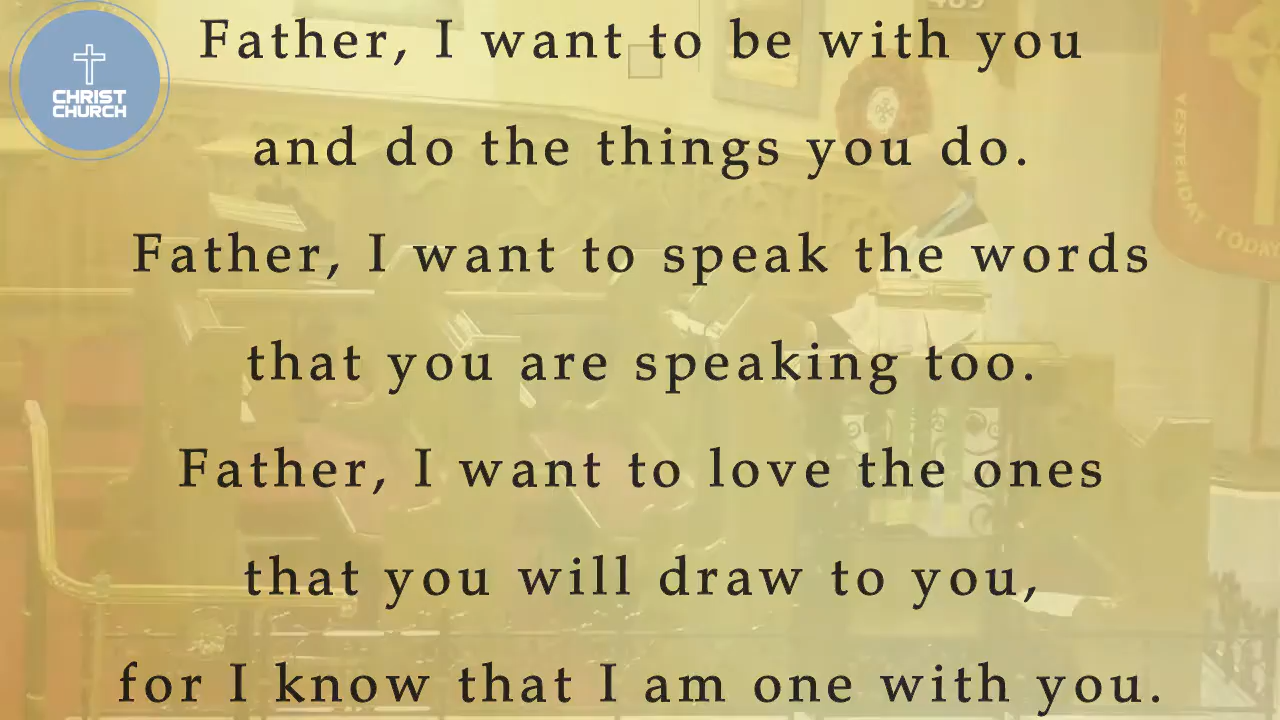 CHRIST
CHURCH
Father, I want to be with you
and do the things you do.
Father, I want to speak the words
that you are speaking too.
Father, I want to love the ones
that you will draw to you,
for I know that I am one with you.
YESTERDAY
TODAY